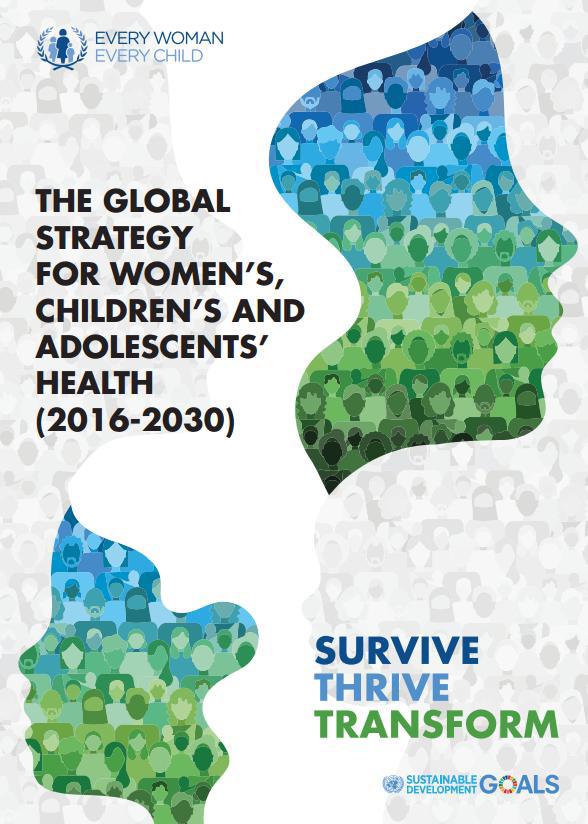 EVERY WOMAN
EVERY CHILD
THE GLOBAL
STRATEGY
FOR WOMEN'S,
CHILDREN'S AND
ADOLESCENTS'
HEALTH
(2016-2030)
SURVIVE
THRIVE
TRANSFORM
SUSTAINABLE
DEVELOPMENT GOALS